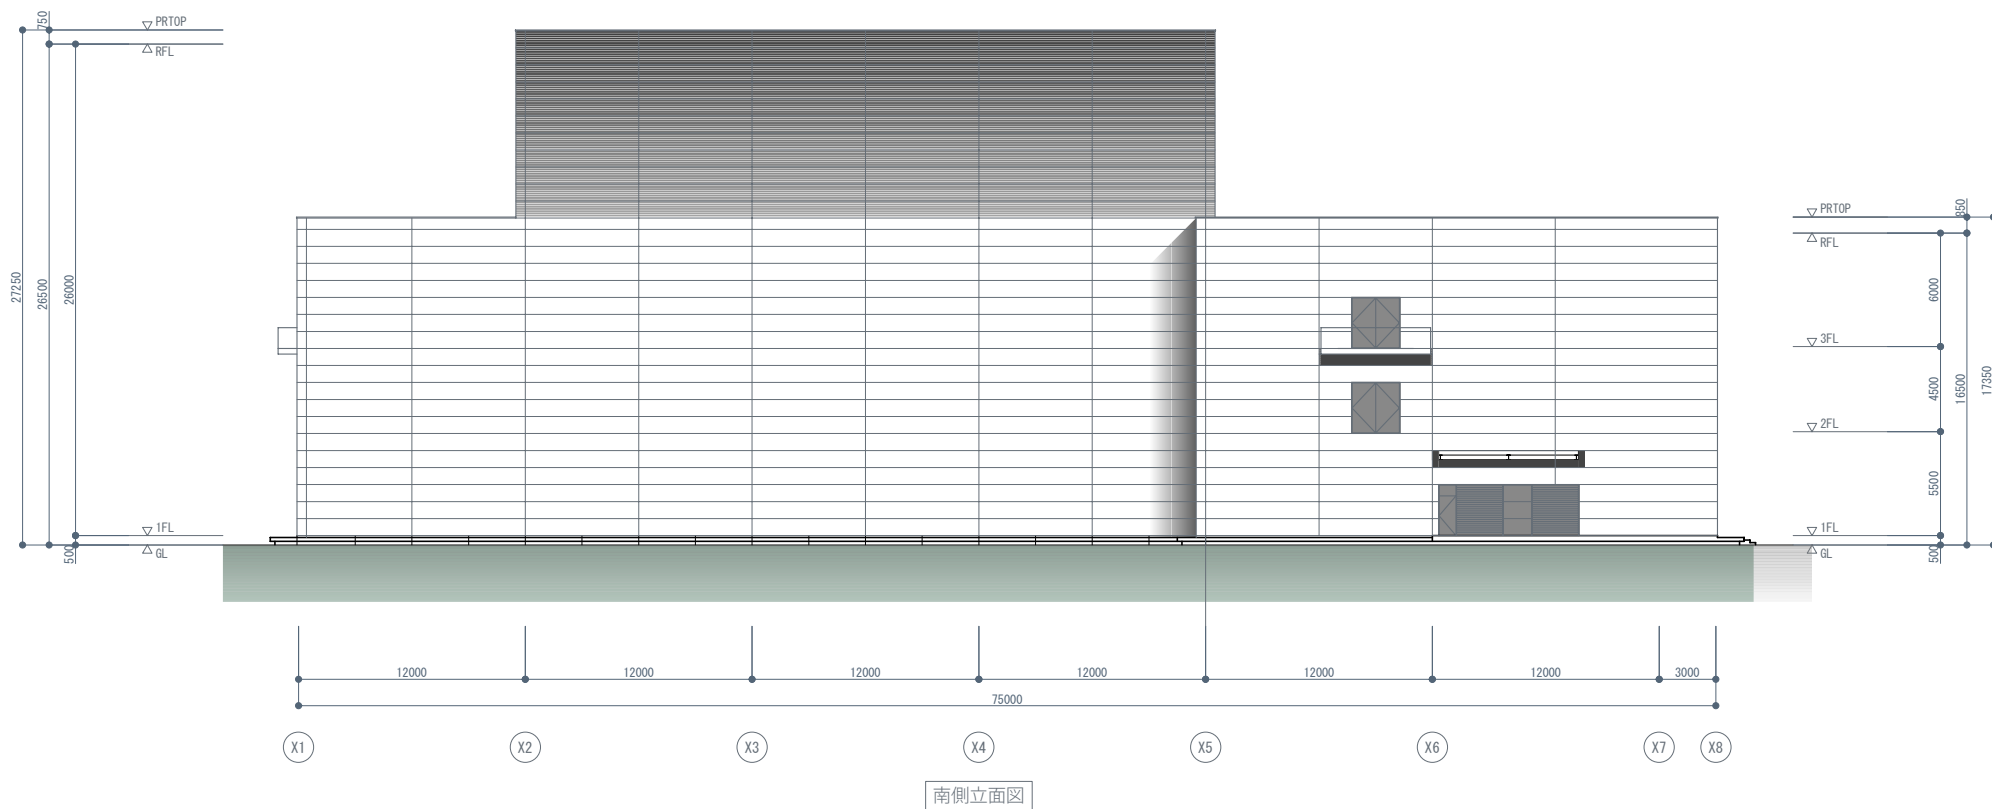 750
PRTOP
RFL
27250
26500
26000
1FL
GL
500
PRTOP
850
RFL
6000
3FL
4500
16500
17350
2FL
5500
1FL
GL
500
12000 12000 12000 12000 12000 12000 3000
75000
X1 X2 X3 X4 X5 X6 X7 X8
南側立面図